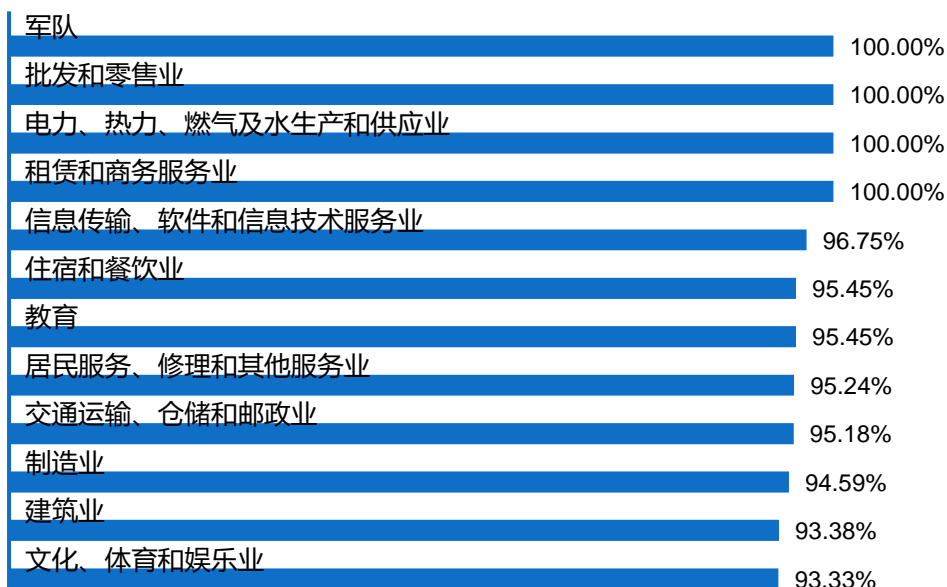 军队
100.00%
批发和零售业
100.00%
电力、热力、燃气及水生产和供应业
100.00%
租赁和商务服务业
100.00%
信息传输、软件和信息技术服务业
96.75%
住宿和餐饮业
95.45%
教育
95.45%
居民服务、修理和其他服务业
95.24%
交通运输、仓储和邮政业
95.18%
制造业
94.59%
建筑业
93.38%
文化、体育和娱乐业
93.33%